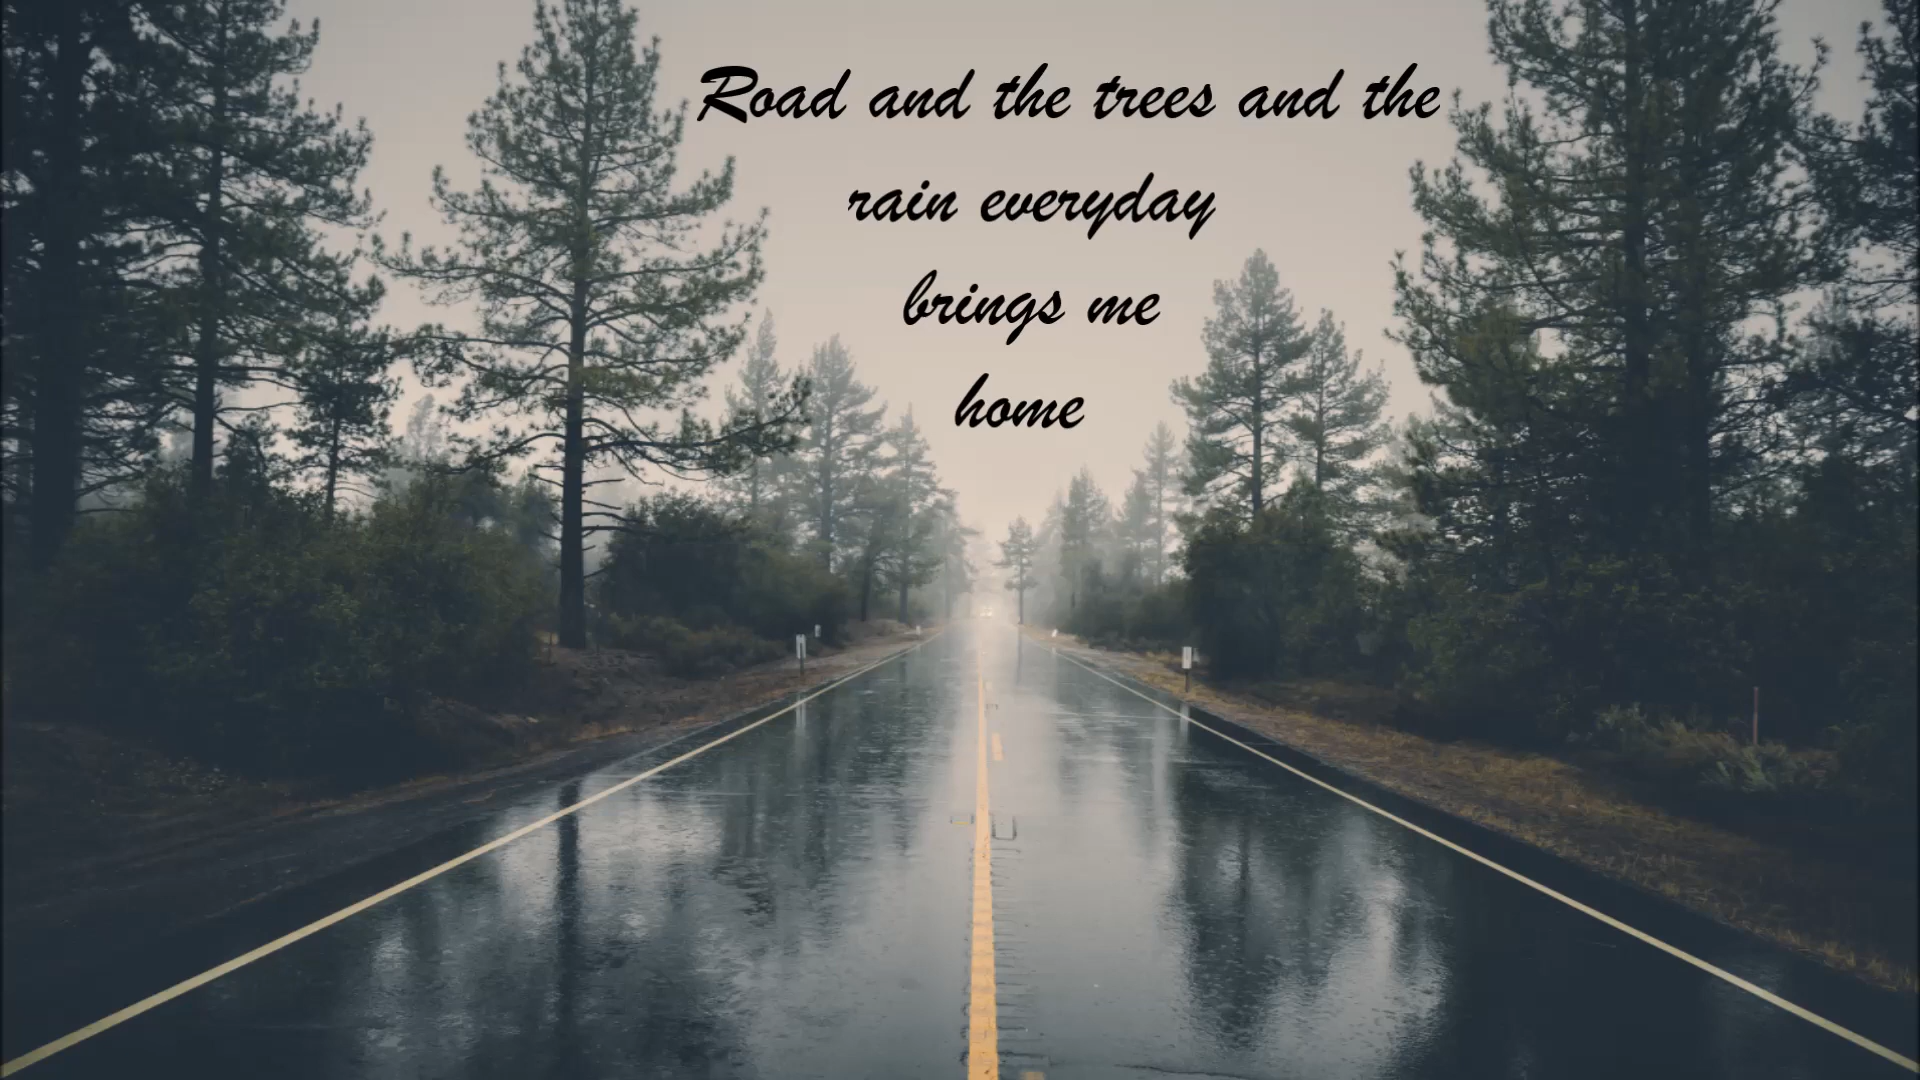 Road and the trees and the
rain everyday
brings me
home